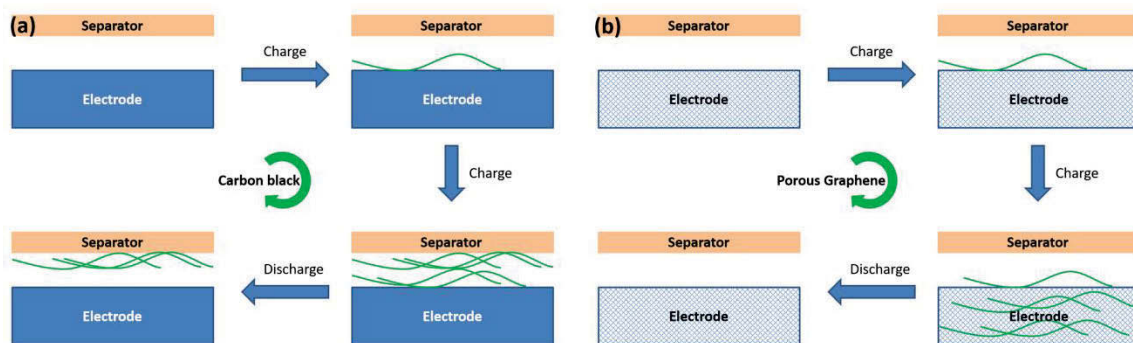 (a)
Separator
Charge
Separator
Electrode
Electrode
Carbon black
Charge
Separator
Discharge
Separator
Electrode
Electrode
(b)
Separator
Charge
Separator
Electrode
Electrode
Porous Graphene
Charge
Separator
Discharge
Separator
Electrode
Electrode